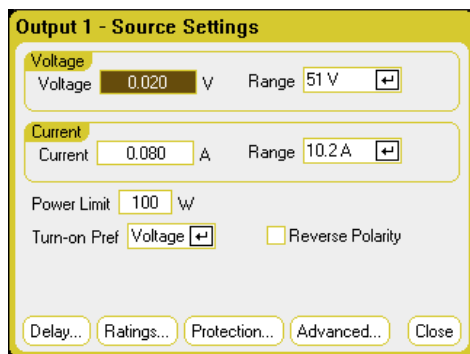 Output 1 - Source Settings
Voltage
Voltage 0.020 V Range 51 V
Current
Current 0.080 A Range 10.2 A
Power Limit 100 W
Turn-on Pref Voltage Reverse Polarity
Delay... Ratings... Protection... Advanced... Close